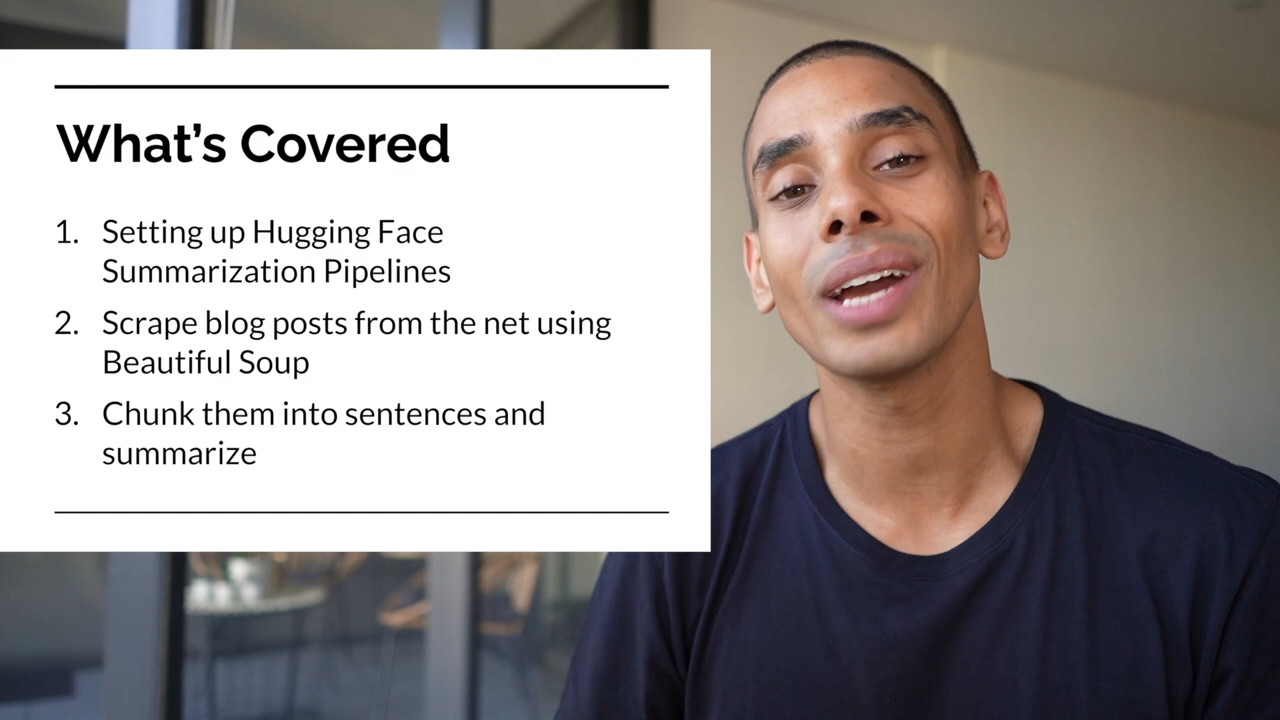 What’s Covered
1. Setting up Hugging Face
Summarization Pipelines
2. Scrape blog posts from the net using
Beautiful Soup
3. Chunk them into sentences and
summarize